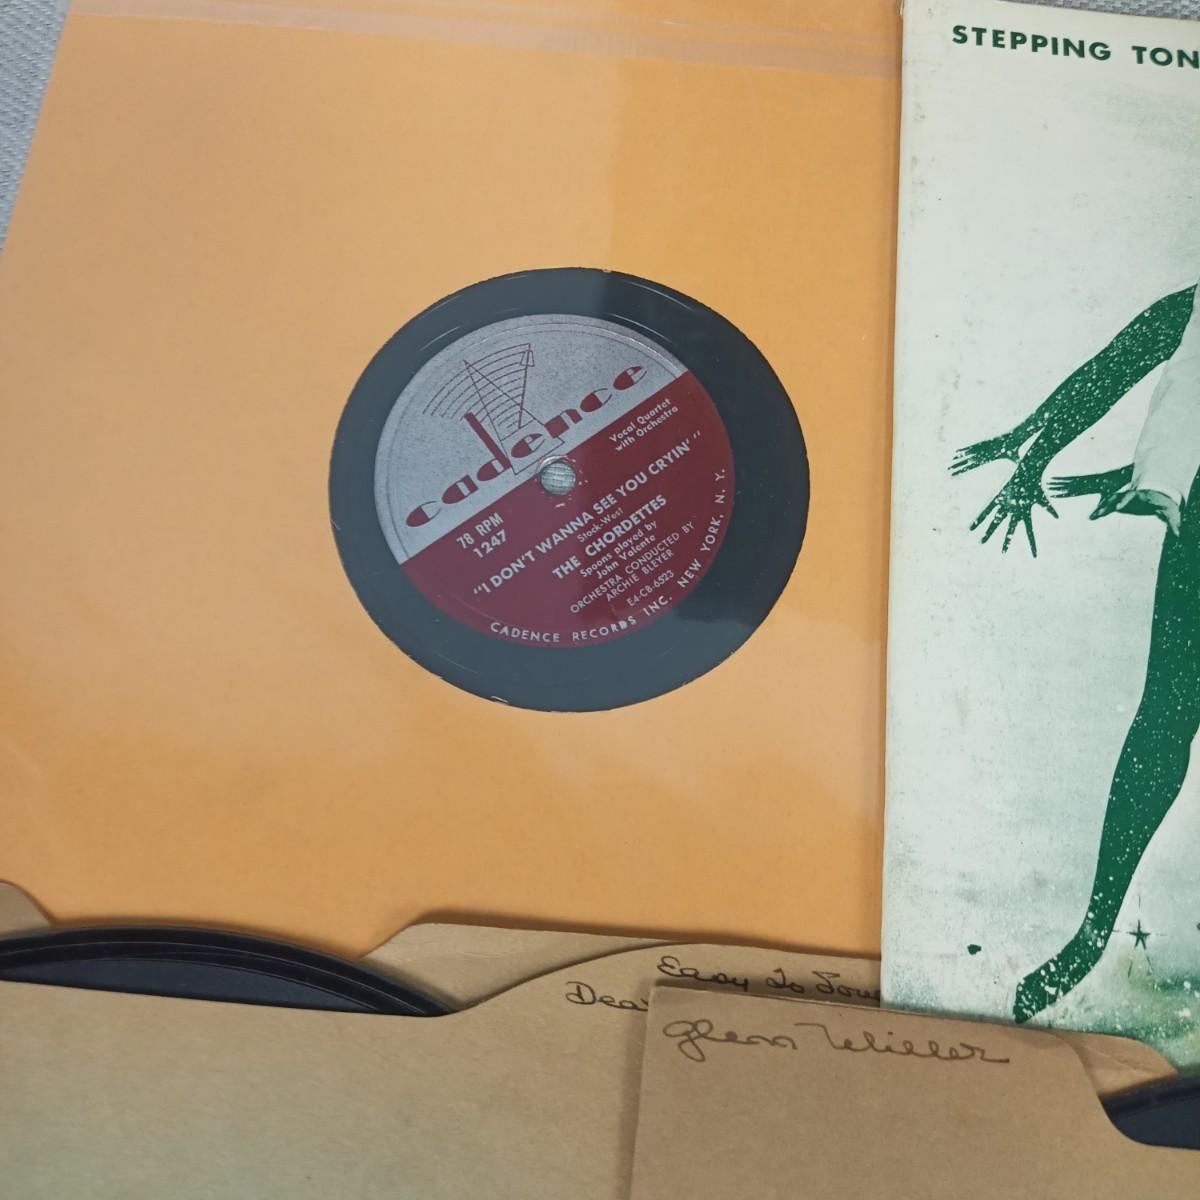 STEPPING TON
cadence
Vocal Quartet
with Orchestra
78 RPM
1247
"I DON'T WANNA SEE YOU CRYIN'"
Stock-West
THE CHORDETTES
Spoons played by
John Valente
ORCHESTRA CONDUCTED BY
ARCHIE BLEYER
E4-CB-6523
CADENCE RECORDS INC. NEW YORK, N. Y.
Easy To
Dea
Glenn Miller